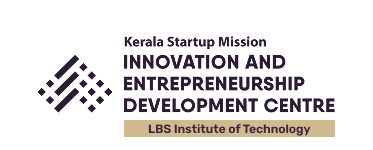 Kerala Startup Mission
INNOVATION AND
ENTREPRENEURSHIP
DEVELOPMENT CENTRE
LBS Institute of Technology